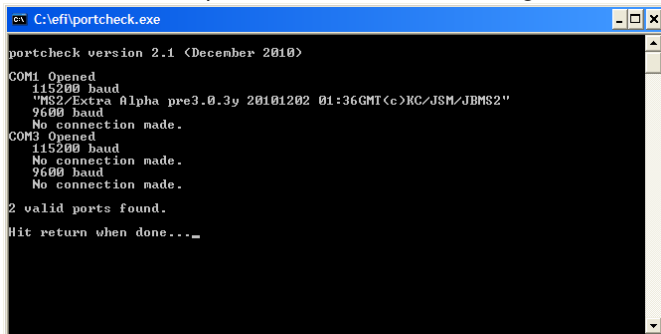 C:\efi\portcheck.exe
portcheck version 2.1 (December 2010)
COM1 Opened
115200 baud
"MS2/Extra Alpha pre3.0.3y 20101202 01:36GMT(c)KC/JSM/JBMS2"
9600 baud
No connection made.
COM3 Opened
115200 baud
No connection made.
9600 baud
No connection made.
2 valid ports found.
Hit return when done..._